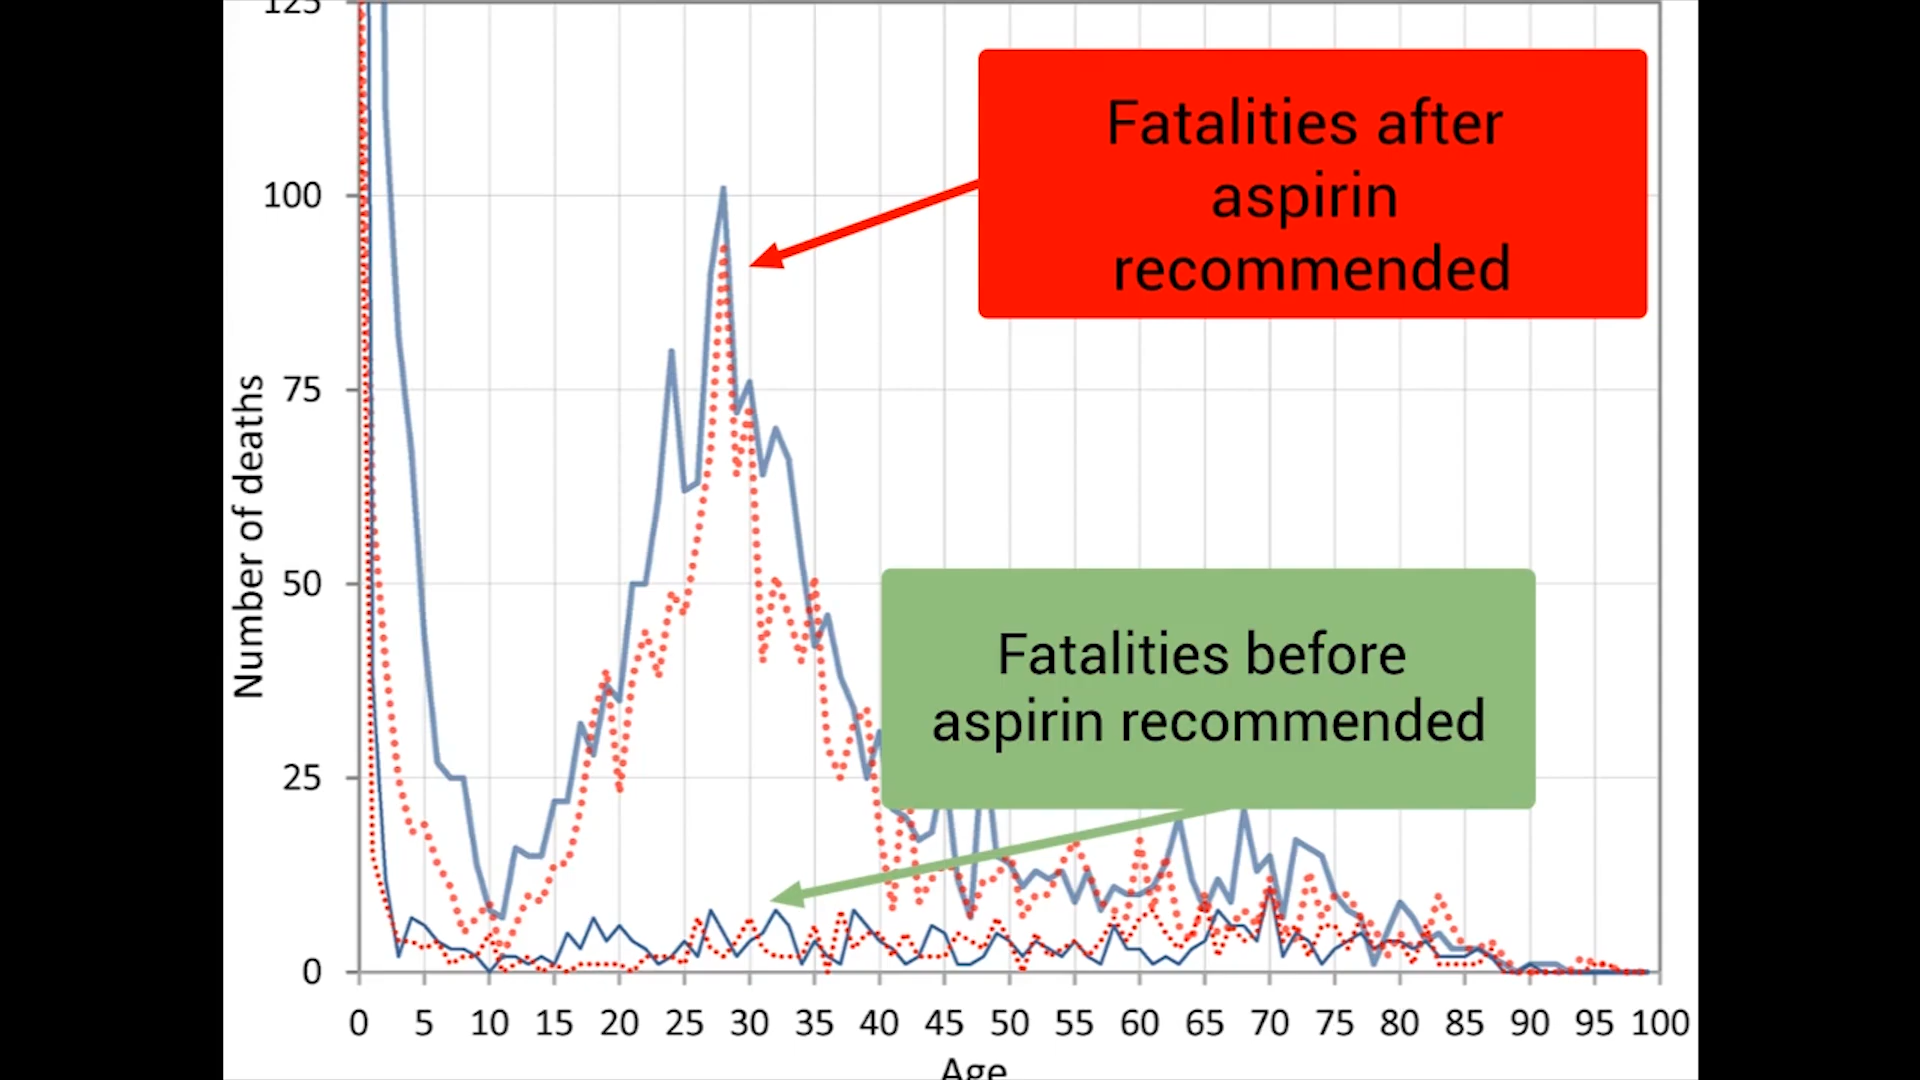 125
Fatalities after
aspirin
recommended
100
75
Number of deaths
50
Fatalities before
aspirin recommended
25
0
0 5 10 15 20 25 30 35 40 45 50 55 60 65 70 75 80 85 90 95 100
Age